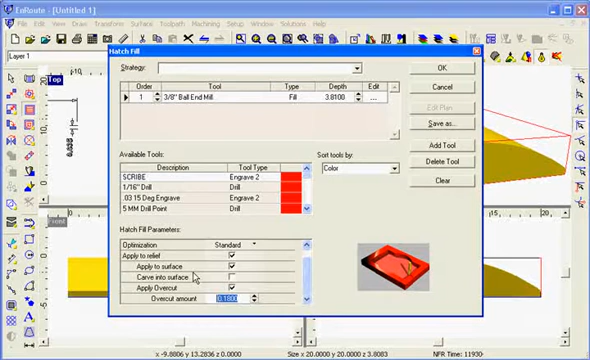 EnRoute - [Untitled 1]
File Edit View Draw Transform Surface Toolpaths Machining Setup Window Solutions Help
Layer 1
Top
Hatch Fill
Strategy:
OK
Cancel
Edit Plan
Save as...
Add Tool
Delete Tool
Clear
Order Tool Type Depth Edit
1 3/8" Ball End Mill Fill 3.8100 ...
Available Tools:
Sort tools by:
Color
Description Tool Type
SCRIBE Engrave 2
1/16" Drill Drill
.03 15 Deg Engrave Engrave 2
5 MM Drill Point Drill
Hatch Fill Parameters:
Optimization Standard
Apply to relief
Apply to surface
Carve into surface
Apply Overcut
Overcut amount 0.1800
Front
x -9.8806 y 13.2836 z 0.0000
Size x 20.0000 y 20.0000 z 3.8083
NFR Time: 11930